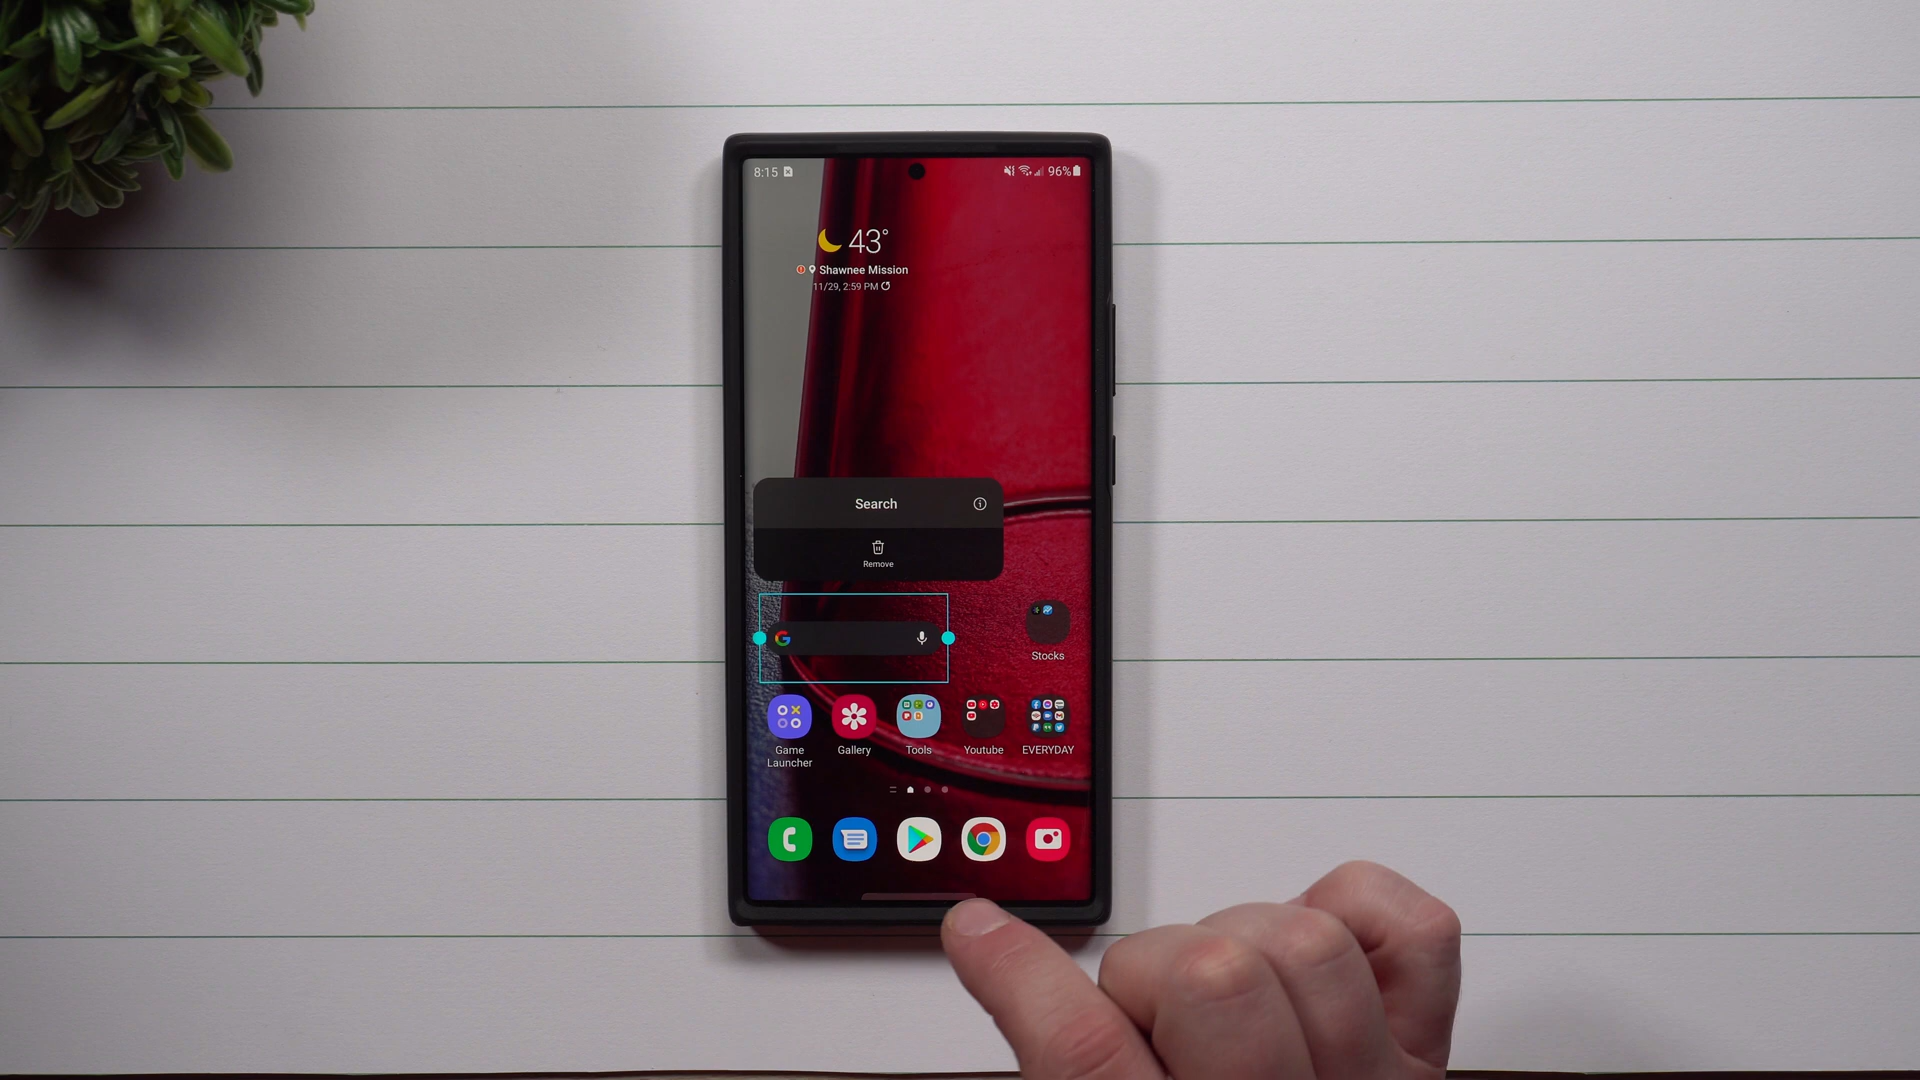 8:15
96%
43°
Shawnee Mission
11/29, 2:59 PM
Search
Remove
Stocks
Game
Launcher
Gallery
Tools
Youtube
EVERYDAY